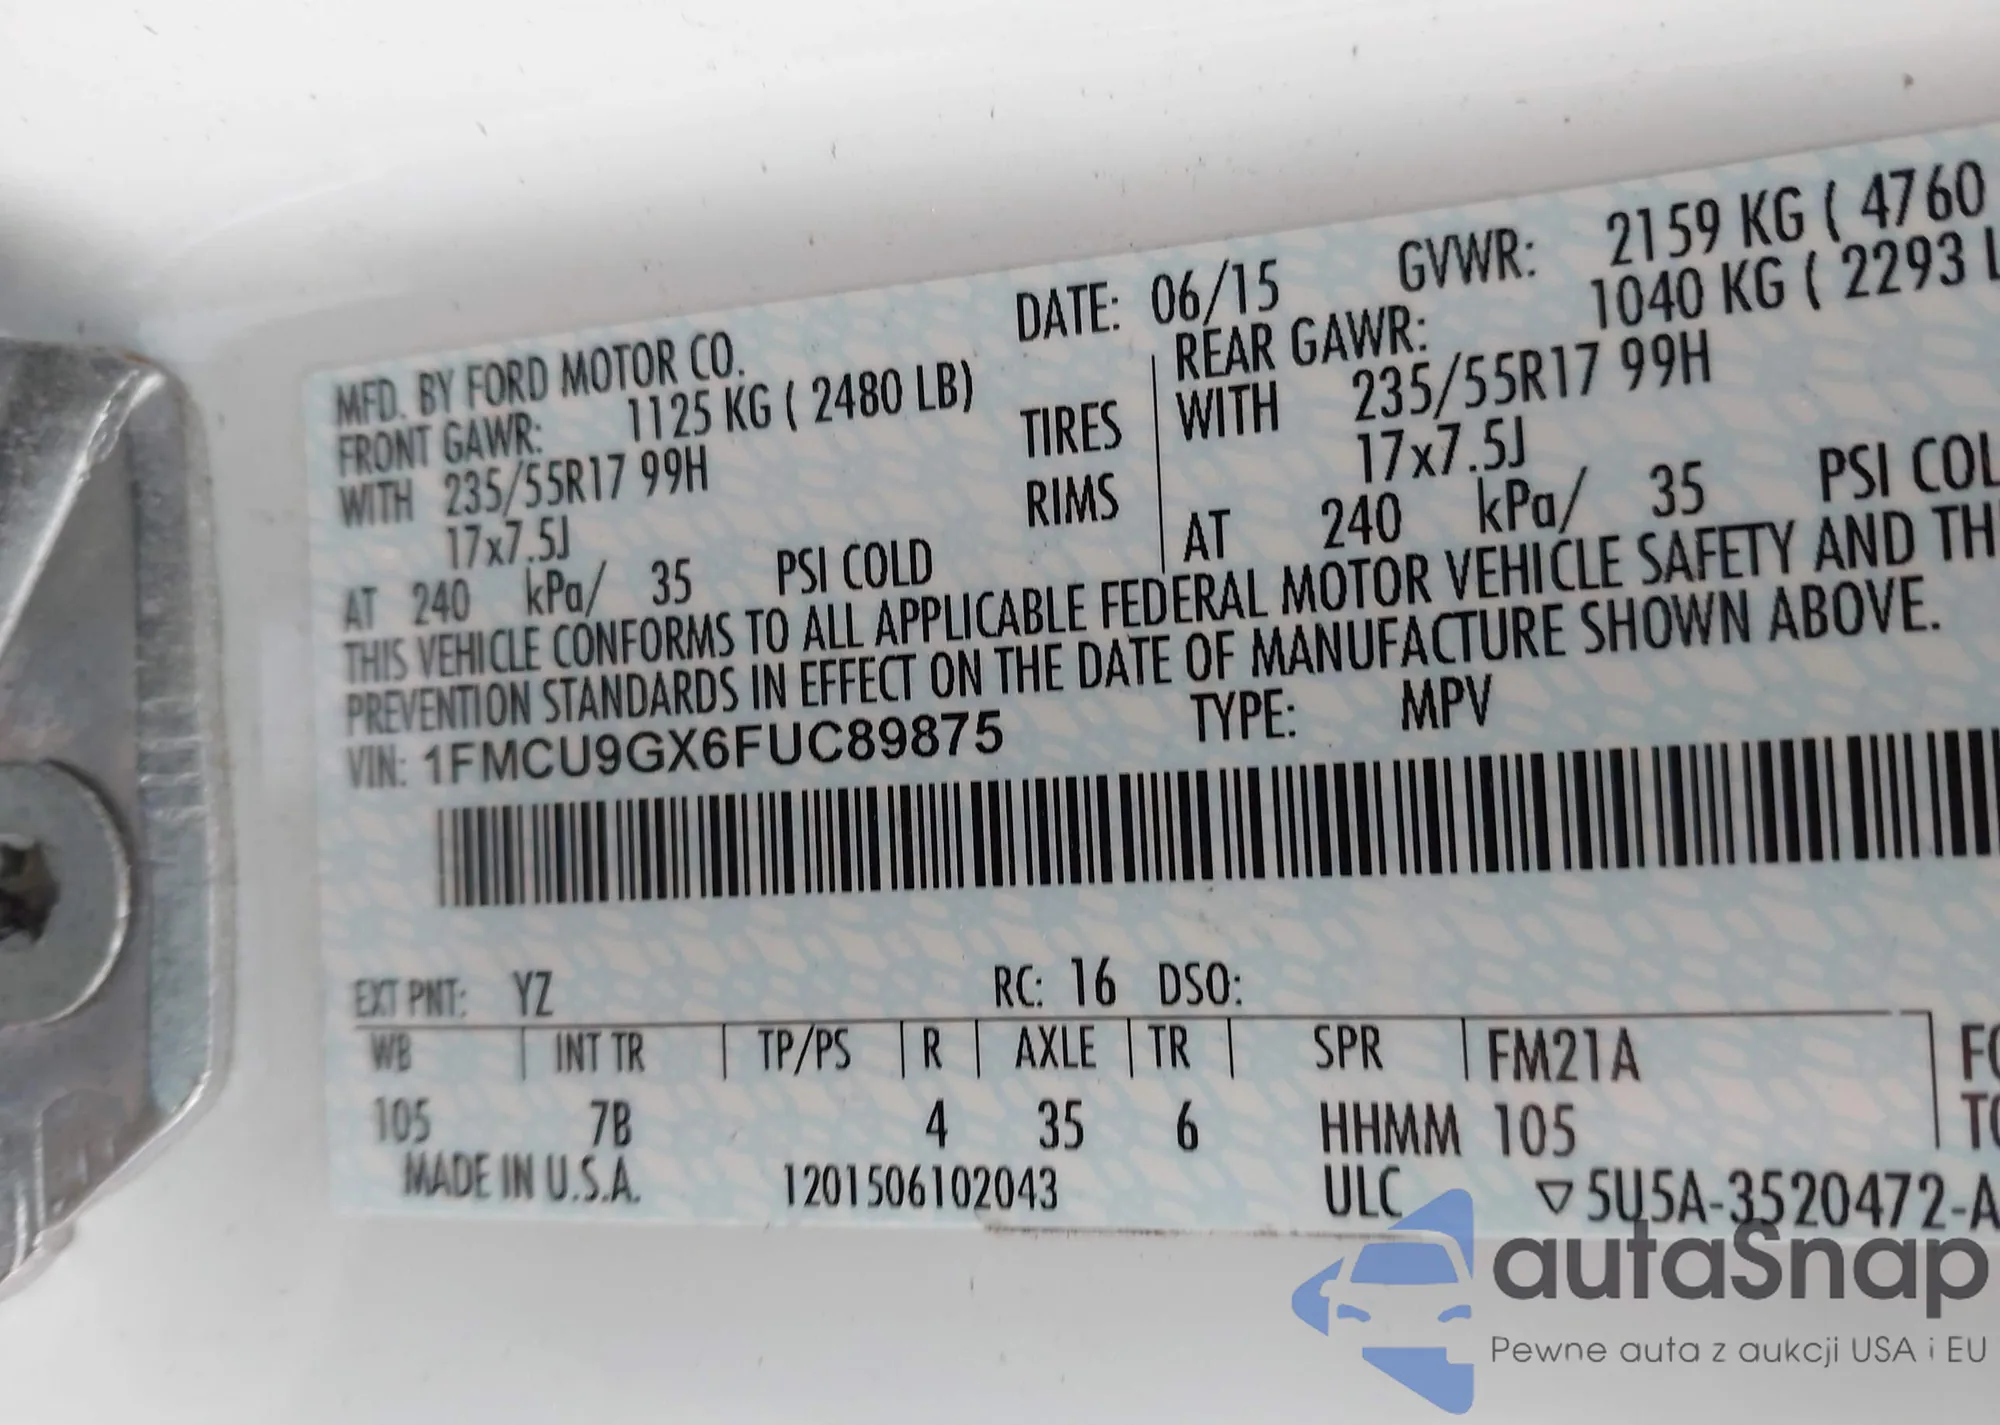 MFD. BY FORD MOTOR CO. DATE: 06/15 GVWR: 2159 KG ( 4760
FRONT GAWR: 1125 KG ( 2480 LB) REAR GAWR: 1040 KG ( 2293 L
WITH 235/55R17 99H TIRES WITH 235/55R17 99H
17x7.5J RIMS 17x7.5J
AT 240 kPa/ 35 PSI COLD AT 240 kPa/ 35 PSI COL
THIS VEHICLE CONFORMS TO ALL APPLICABLE FEDERAL MOTOR VEHICLE SAFETY AND TH
PREVENTION STANDARDS IN EFFECT ON THE DATE OF MANUFACTURE SHOWN ABOVE.
VIN: 1FMCU9GX6FUC89875 TYPE: MPV
EXT PNT: YZ RC: 16 DSO:
WB INT TR TP/PS R AXLE TR SPR FM21A
105 7B 4 35 6 HHMM 105
MADE IN U.S.A. 1201506102043 ULC ▽5U5A-3520472-A
autaSnap
Pewne auta z aukcji USA i EU